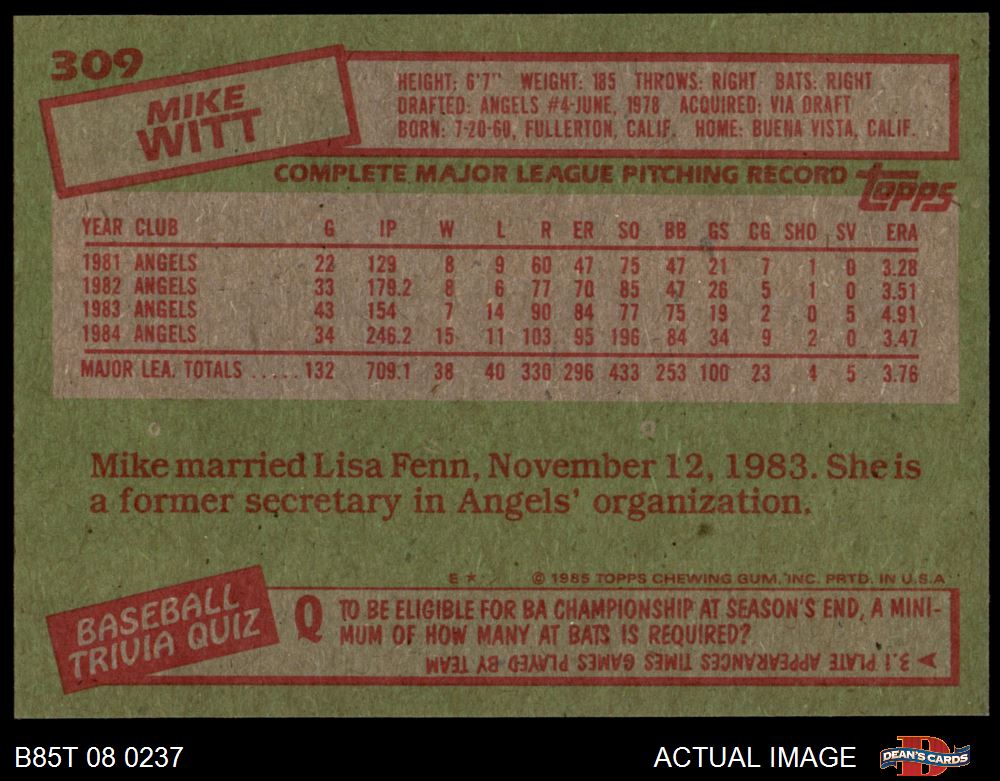 309
MIKE
WITT
HEIGHT: 6'7" WEIGHT: 185 THROWS: RIGHT BATS: RIGHT
DRAFTED: ANGELS #4-JUNE, 1978 ACQUIRED: VIA DRAFT
BORN: 7-20-60, FULLERTON, CALIF. HOME: BUENA VISTA, CALIF.
COMPLETE MAJOR LEAGUE PITCHING RECORD
topps
YEAR CLUB G IP W L R ER SO BB GS CG SHO SV ERA
1981 ANGELS 22 129 8 9 60 47 75 47 21 7 1 0 3.28
1982 ANGELS 33 179.2 8 6 77 70 85 47 26 5 1 0 3.51
1983 ANGELS 43 154 7 14 90 84 77 75 19 2 0 5 4.91
1984 ANGELS 34 246.2 15 11 103 95 196 84 34 9 2 0 3.47
MAJOR LEA. TOTALS ..... 132 709.1 38 40 330 296 433 253 100 23 4 5 3.76
Mike married Lisa Fenn, November 12, 1983. She is
a former secretary in Angels' organization.
E ★ © 1985 TOPPS CHEWING GUM, INC. PRTD. IN U.S.A
BASEBALL
TRIVIA QUIZ
Q TO BE ELIGIBLE FOR BA CHAMPIONSHIP AT SEASON'S END, A MINI-
MUM OF HOW MANY AT BATS IS REQUIRED?
3.1 PLATE APPEARANCES TIMES GAMES PLAYED BY TEAM
B85T 08 0237
ACTUAL IMAGE
DEAN'S CARDS